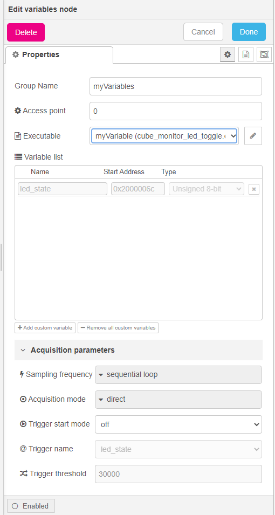 Edit variables node
Delete
Cancel
Done
Properties
Group Name
myVariables
Access point
0
Executable
myVariable (cube_monitor_led_toggle.
Variable list
Name Start Address Type
led_state 0x2000006c Unsigned 8-bit
+ Add custom variable
− Remove all custom variables
Acquisition parameters
Sampling frequency
sequential loop
Acquisition mode
direct
Trigger start mode
off
@ Trigger name
led_state
Trigger threshold
30000
Enabled